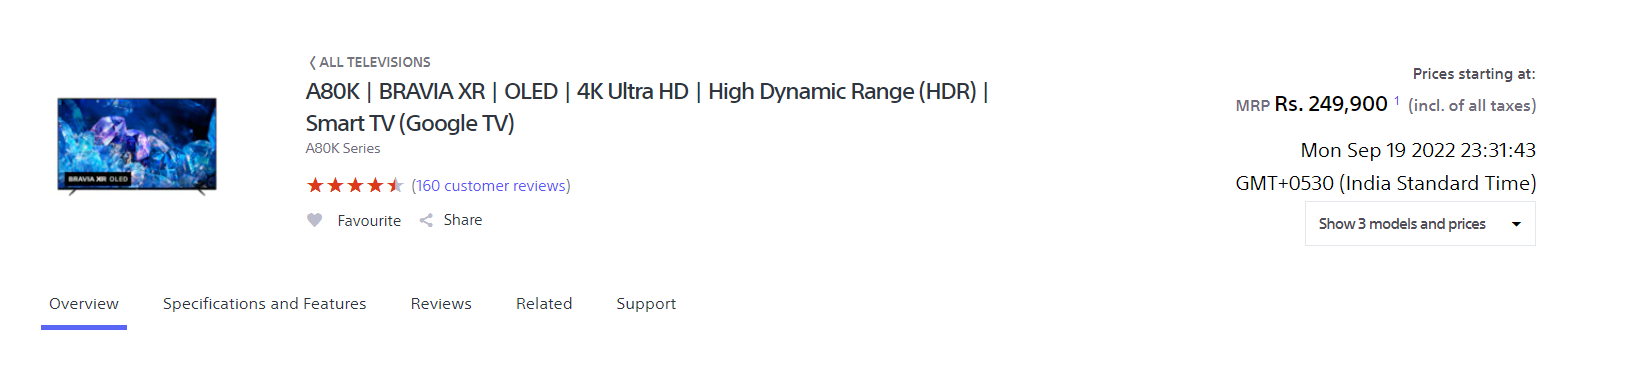 ALL TELEVISIONS
A80K | BRAVIA XR | OLED | 4K Ultra HD | High Dynamic Range (HDR) |
Smart TV (Google TV)
A80K Series
(160 customer reviews)
Favourite Share
BRAVIA XR OLED
Prices starting at:
MRP Rs. 249,900 1 (incl. of all taxes)
Mon Sep 19 2022 23:31:43
GMT+0530 (India Standard Time)
Show 3 models and prices
Overview Specifications and Features Reviews Related Support